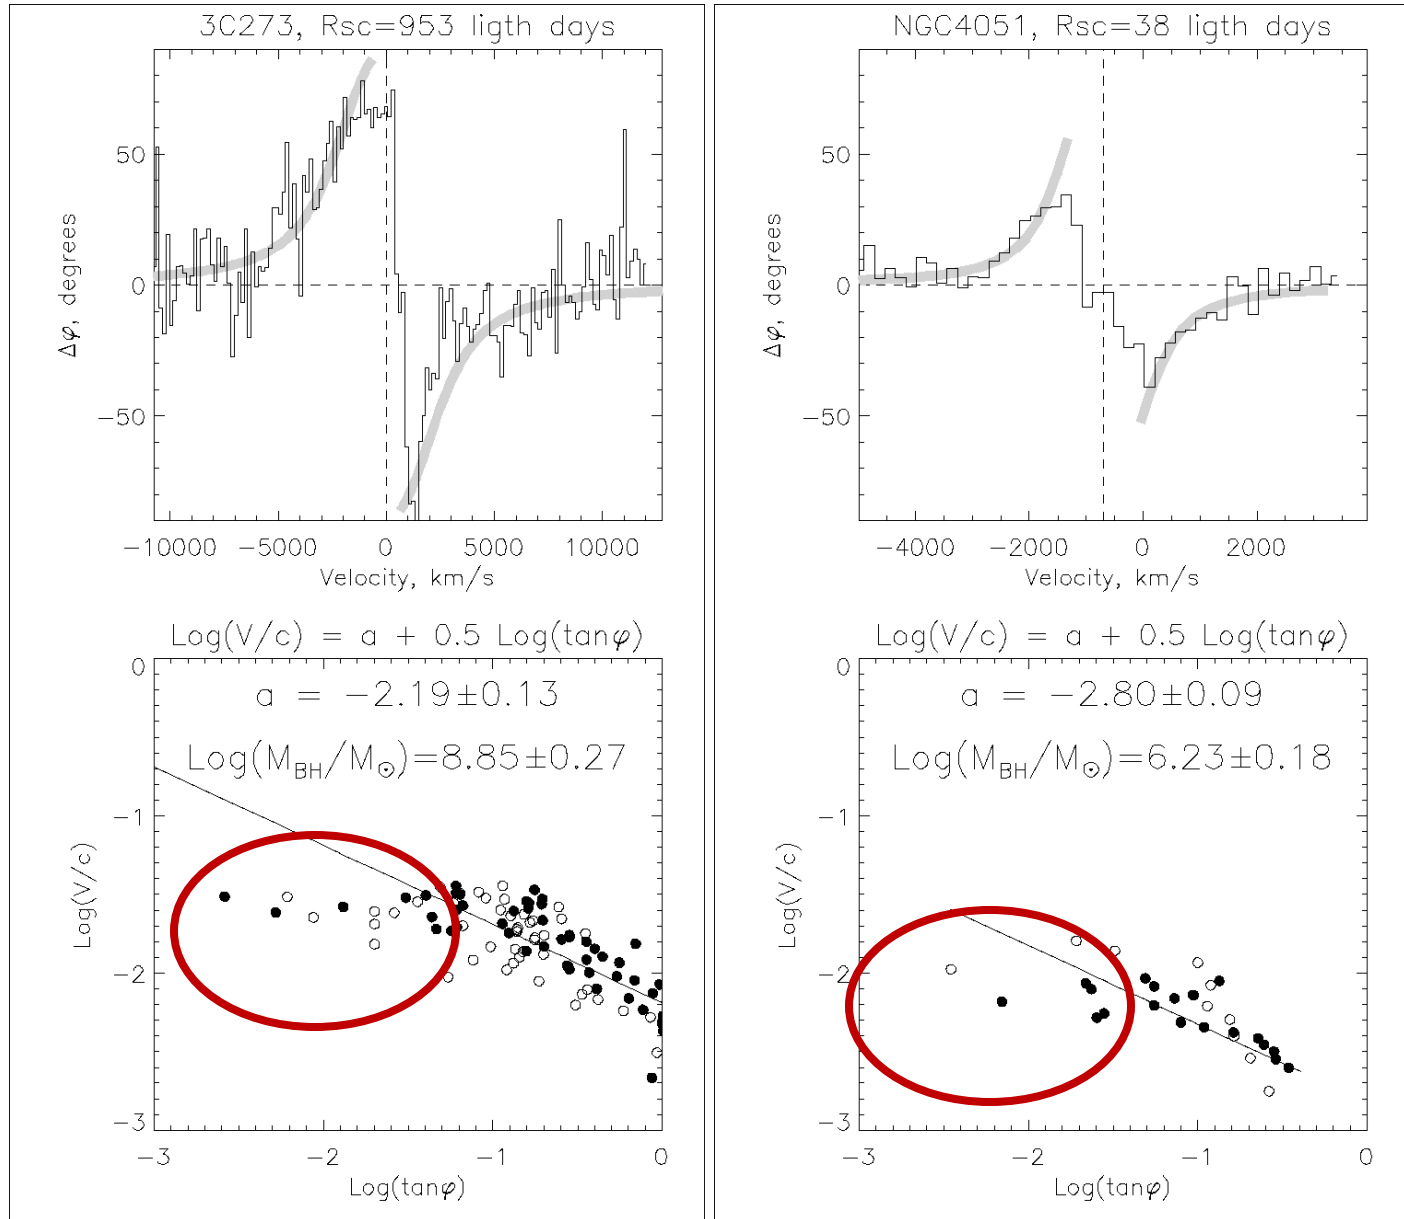 3C273, Rsc=953 ligth days
50
0
−50
Δφ, degrees
−10000 −5000 0 5000 10000
Velocity, km/s
Log(V/c) = a + 0.5 Log(tanφ)
a = −2.19±0.13
Log(M_BH/M_⊙)=8.85±0.27
0
−1
−2
−3
Log(V/c)
−3 −2 −1 0
Log(tanφ)
NGC4051, Rsc=38 ligth days
50
0
−50
Δφ, degrees
−4000 −2000 0 2000
Velocity, km/s
Log(V/c) = a + 0.5 Log(tanφ)
a = −2.80±0.09
Log(M_BH/M_⊙)=6.23±0.18
0
−1
−2
−3
Log(V/c)
−3 −2 −1 0
Log(tanφ)